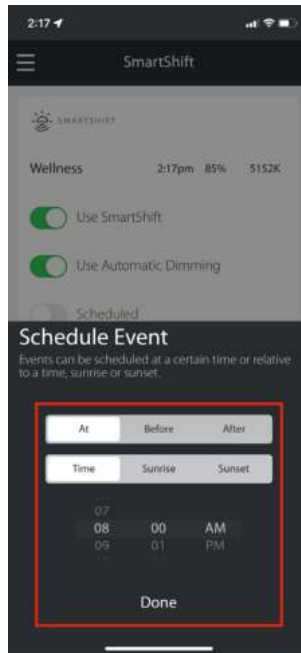 2:17
SmartShift
SMARTSHIFT
Wellness 2:17pm 85% 5152K
Use SmartShift
Use Automatic Dimming
Scheduled
Schedule Event
Events can be scheduled at a certain time or relative
to a time, sunrise or sunset.
At Before After
Time Sunrise Sunset
07
08 00 AM
09 01 PM
Done